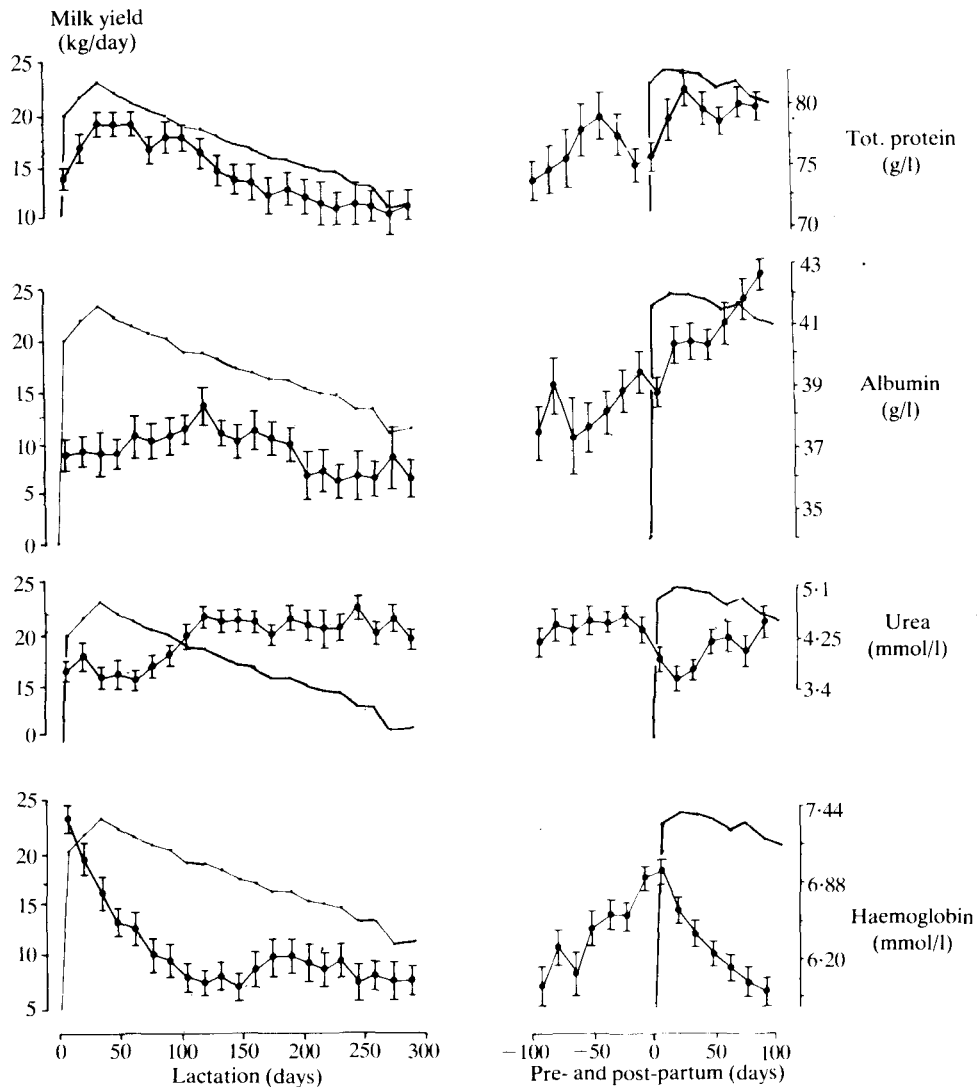 Milk yield
(kg/day)
25
20
15
10
80
75
70
Tot. protein
(g/l)
25
20
15
10
5
0
43
41
39
37
35
Albumin
(g/l)
25
20
15
0
5·1
4·25
3·4
Urea
(mmol/l)
25
20
15
10
5
7·44
6·88
6·20
Haemoglobin
(mmol/l)
0 50 100 150 200 250 300
Lactation (days)
−100 −50 0 50 100
Pre- and post-partum (days)